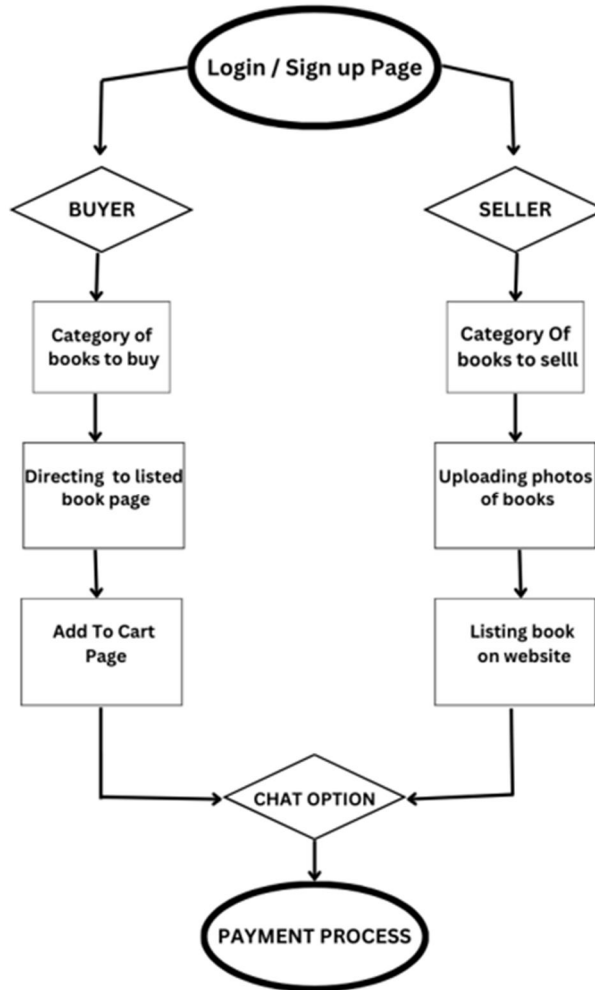 Login / Sign up Page
BUYER
SELLER
Category of
books to buy
Category Of
books to selll
Directing to listed
book page
Uploading photos
of books
Add To Cart
Page
Listing book
on website
CHAT OPTION
PAYMENT PROCESS